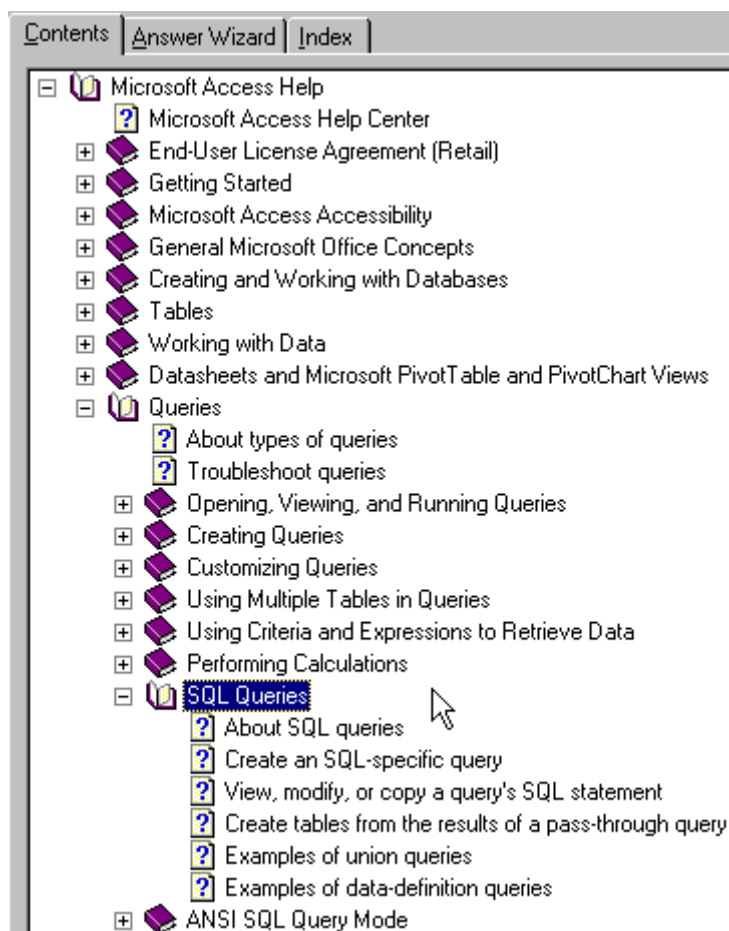 Contents Answer Wizard Index
Microsoft Access Help
Microsoft Access Help Center
End-User License Agreement (Retail)
Getting Started
Microsoft Access Accessibility
General Microsoft Office Concepts
Creating and Working with Databases
Tables
Working with Data
Datasheets and Microsoft PivotTable and PivotChart Views
Queries
About types of queries
Troubleshoot queries
Opening, Viewing, and Running Queries
Creating Queries
Customizing Queries
Using Multiple Tables in Queries
Using Criteria and Expressions to Retrieve Data
Performing Calculations
SQL Queries
About SQL queries
Create an SQL-specific query
View, modify, or copy a query's SQL statement
Create tables from the results of a pass-through query
Examples of union queries
Examples of data-definition queries
ANSI SQL Query Mode